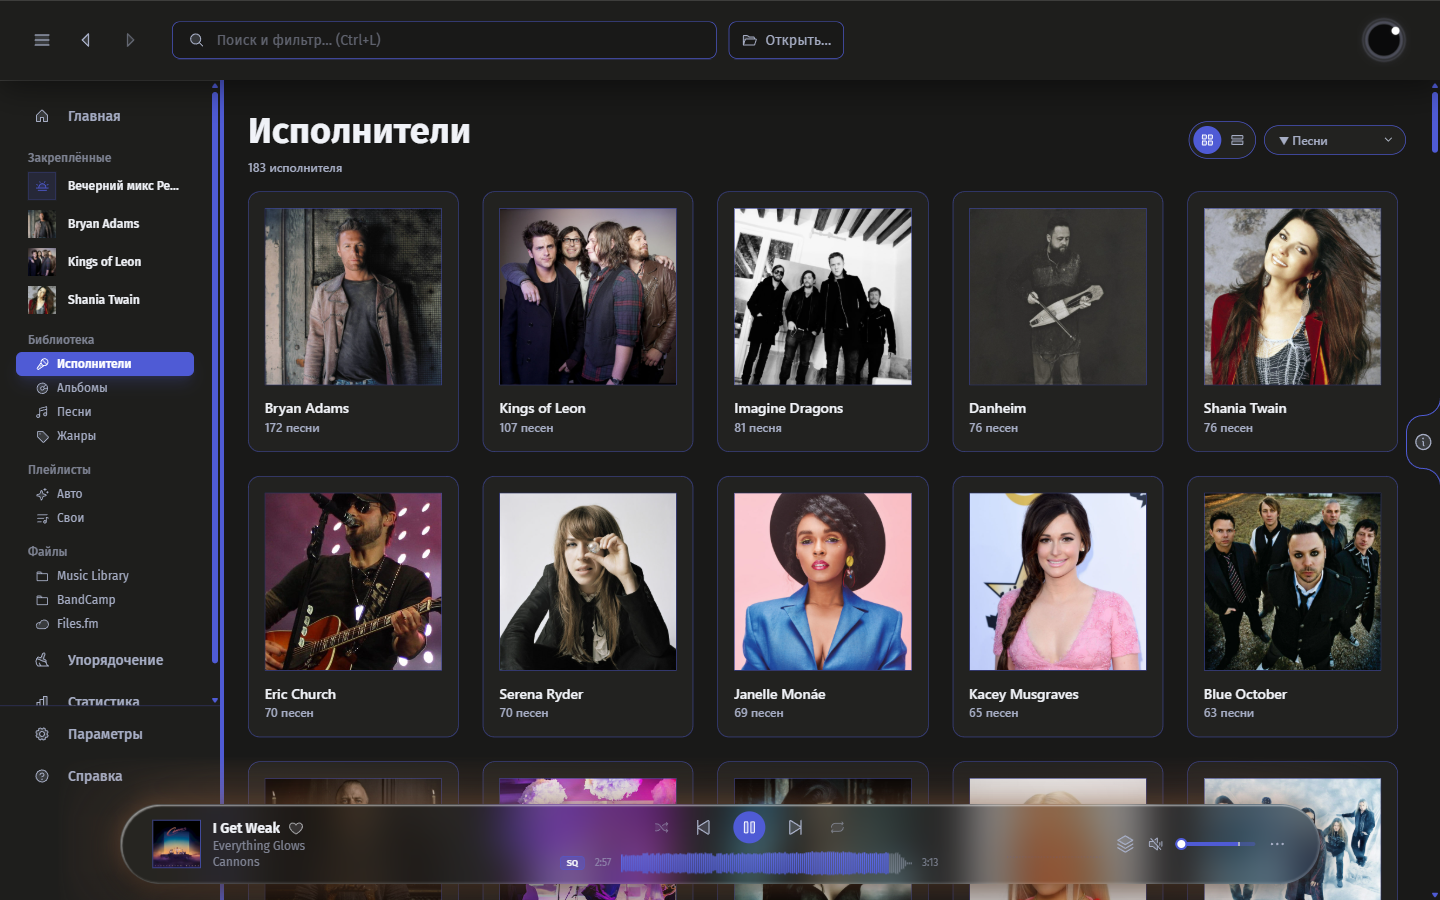 Поиск и фильтр... (Ctrl+L)
Открыть...
Главная
Закреплённые
Вечерний микс Ре...
Bryan Adams
Kings of Leon
Shania Twain
Библиотека
Исполнители
Альбомы
Песни
Жанры
Плейлисты
Авто
Свои
Файлы
Music Library
BandCamp
Files.fm
Упорядочение
Статистика
Параметры
Справка
Исполнители
183 исполнителя
▼ Песни
Bryan Adams
172 песни
Kings of Leon
107 песен
Imagine Dragons
81 песня
Danheim
76 песен
Shania Twain
76 песен
Eric Church
70 песен
Serena Ryder
70 песен
Janelle Monáe
69 песен
Kacey Musgraves
65 песен
Blue October
63 песни
I Get Weak
Everything Glows
Cannons
SQ
2:57
3:13